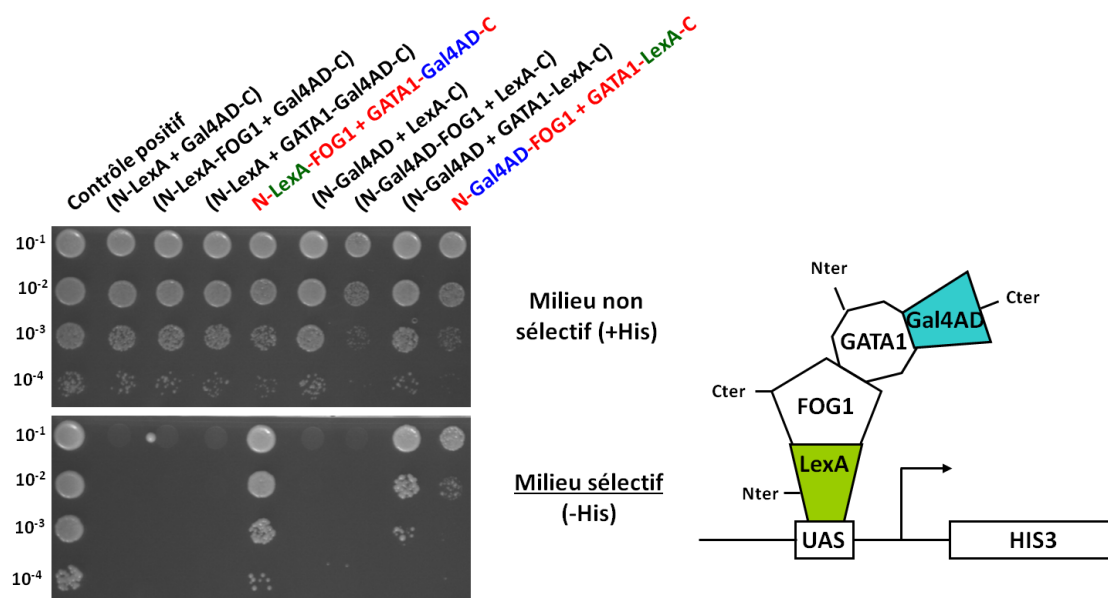 Contrôle positif
(N-LexA + Gal4AD-C)
(N-LexA-FOG1 + Gal4AD-C)
(N-LexA + GATA1-Gal4AD-C)
N-LexA-FOG1 + GATA1-Gal4AD-C
(N-Gal4AD + LexA-C)
(N-Gal4AD-FOG1 + LexA-C)
(N-Gal4AD + GATA1-LexA-C)
N-Gal4AD-FOG1 + GATA1-LexA-C
10⁻¹
10⁻²
10⁻³
10⁻⁴
Milieu non
sélectif (+His)
10⁻¹
10⁻²
10⁻³
10⁻⁴
Milieu sélectif
(-His)
Nter
Cter
Gal4AD
GATA1
Cter
FOG1
LexA
Nter
UAS
HIS3